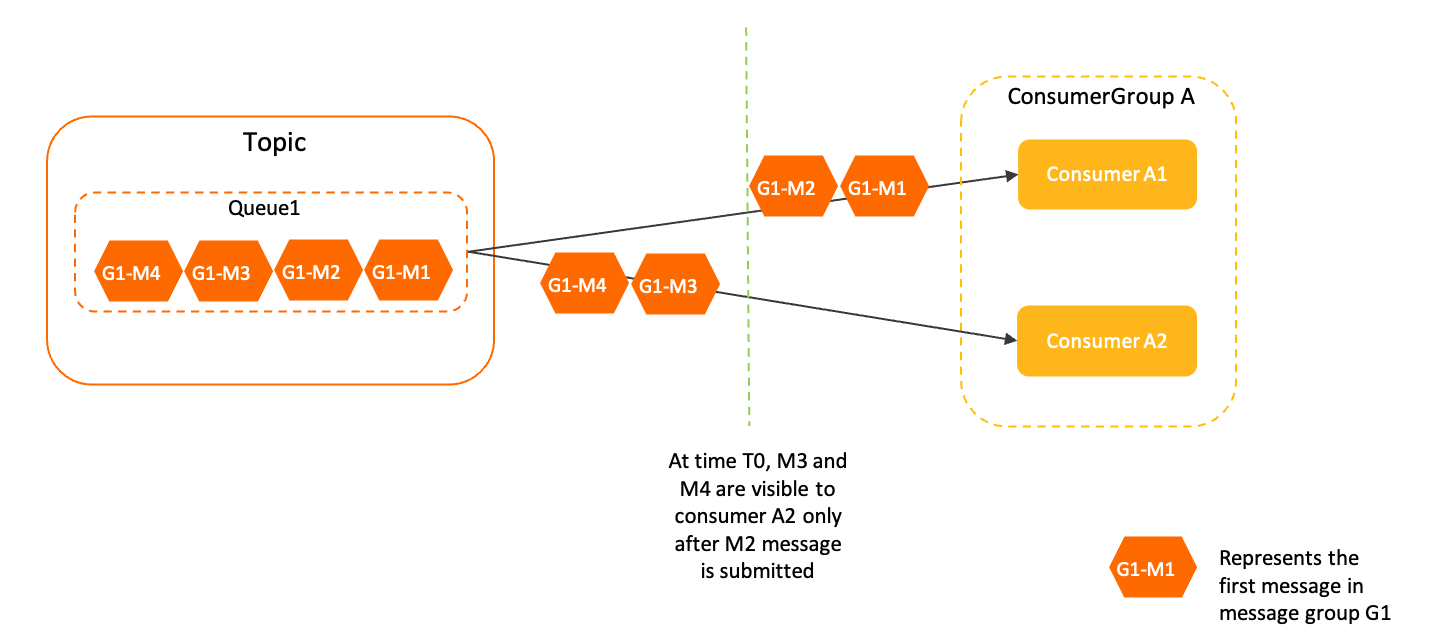 ConsumerGroup A
Topic
Queue1
G1-M4 G1-M3 G1-M2 G1-M1
G1-M2 G1-M1
Consumer A1
G1-M4 G1-M3
Consumer A2
At time T0, M3 and
M4 are visible to
consumer A2 only
after M2 message
is submitted
G1-M1
Represents the
first message in
message group G1